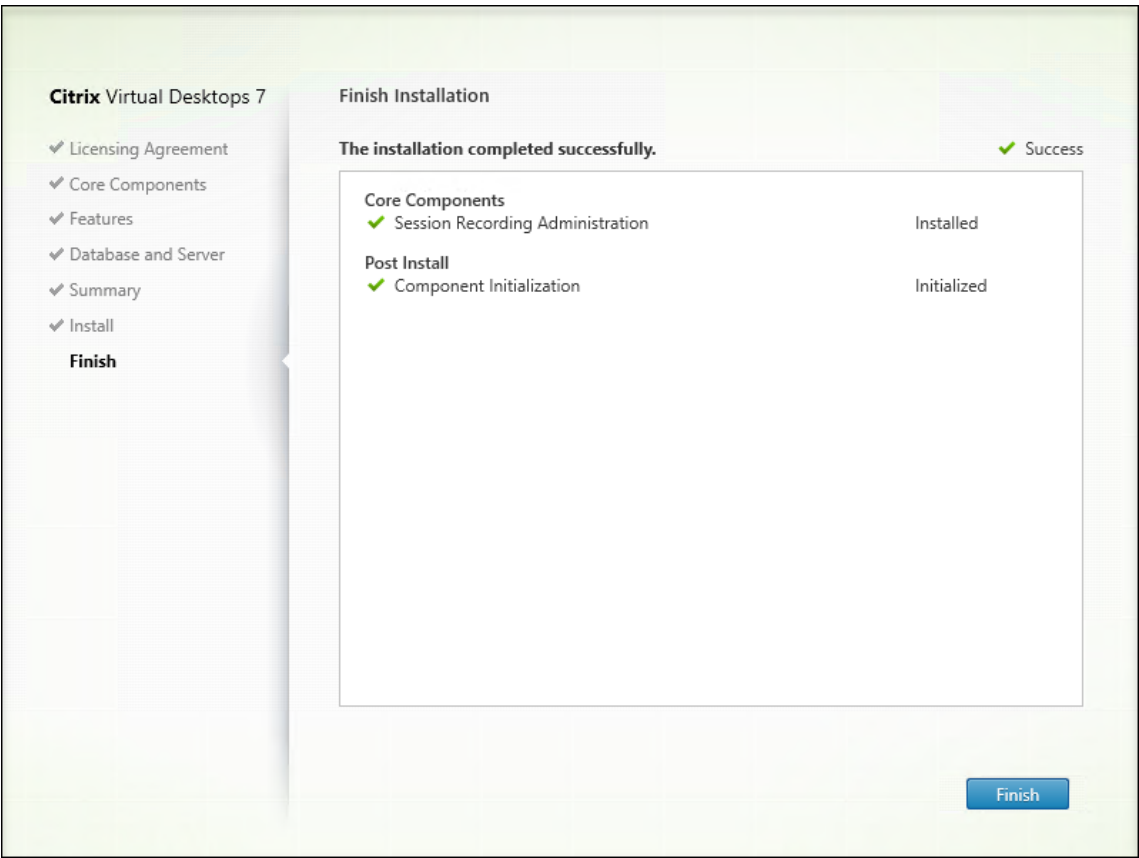 Citrix Virtual Desktops 7
Licensing Agreement
Core Components
Features
Database and Server
Summary
Install
Finish
Finish Installation
The installation completed successfully.
Success
Core Components
Session Recording Administration Installed
Post Install
Component Initialization Initialized
Finish